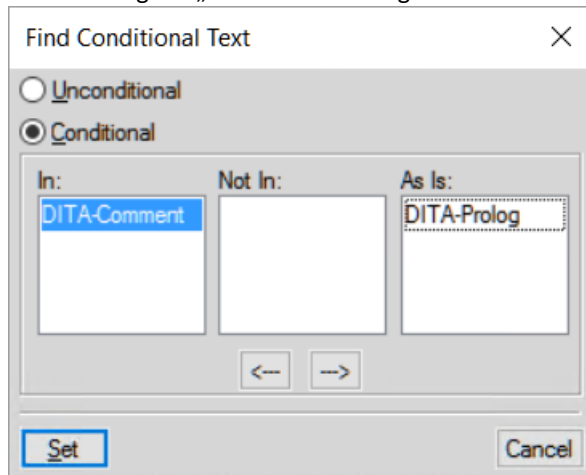 Find Conditional Text
Unconditional
Conditional
In: Not In: As Is:
DITA-Comment DITA-Prolog
<--- --->
Set Cancel